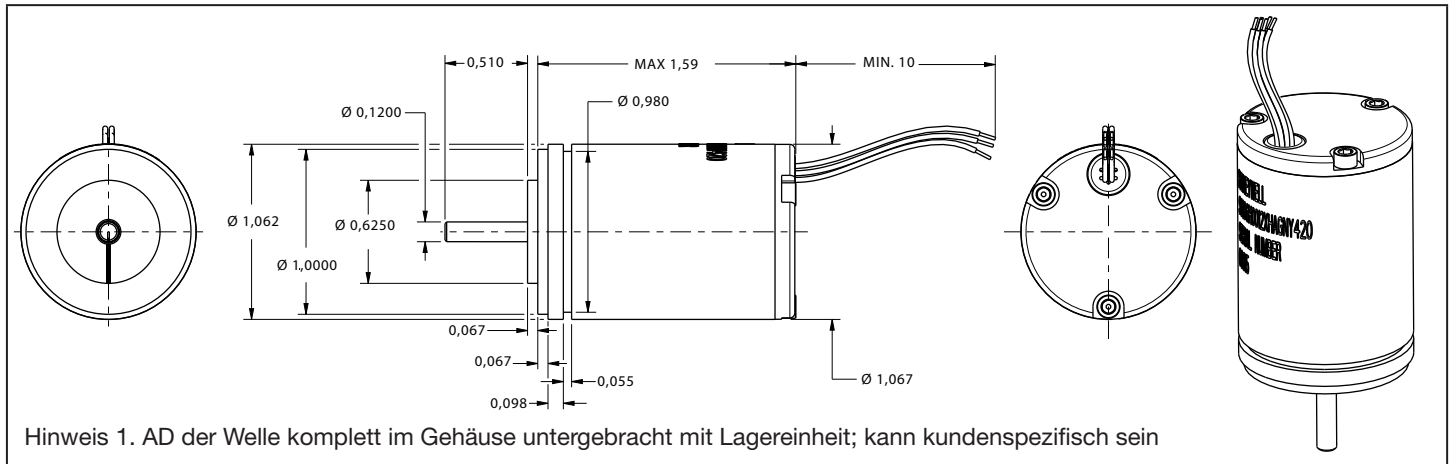 0,510
MAX 1,59
MIN. 10
Ø 0,980
Ø 0,1200
Ø 1,062
Ø 0,6250
Ø 1,0000
0,067
0,067
0,055
0,098
Ø 1,067
NUMBER
Hinweis 1. AD der Welle komplett im Gehäuse untergebracht mit Lagereinheit; kann kundenspezifisch sein